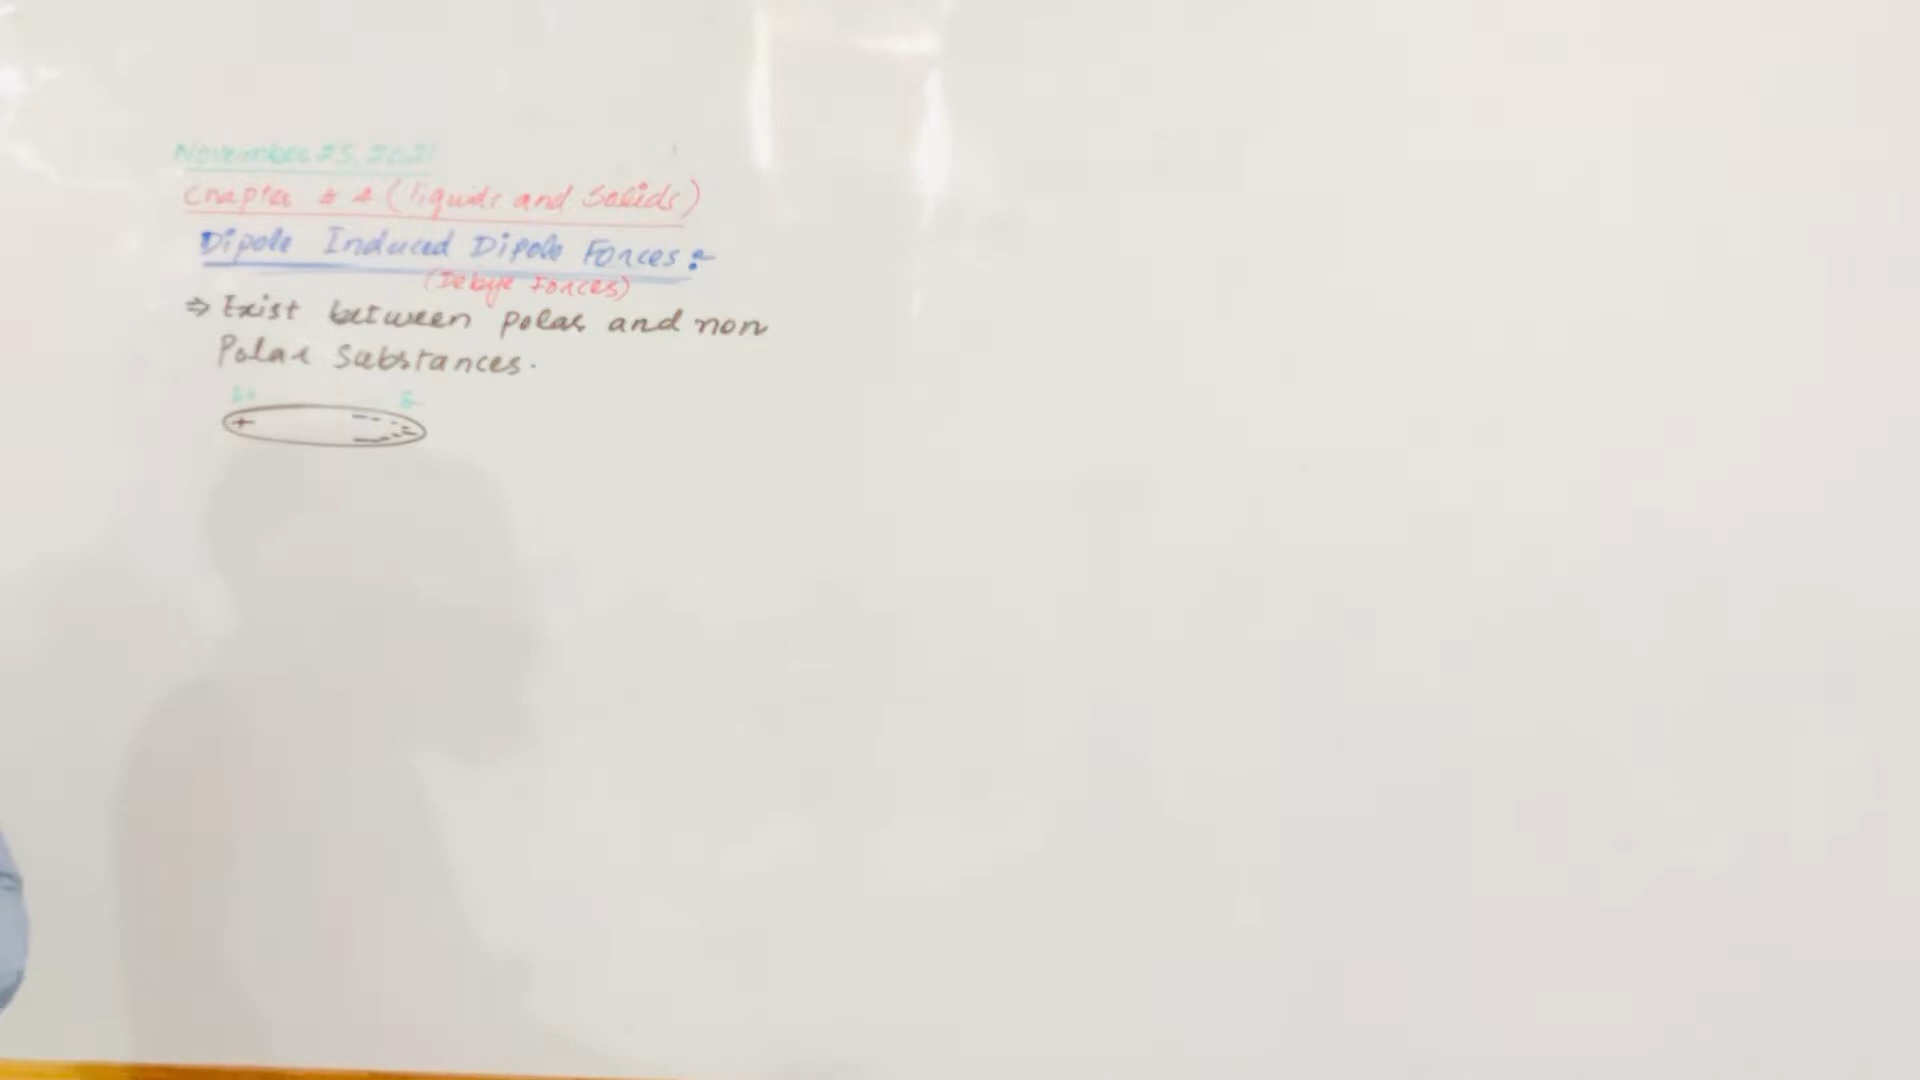 November 25, 2021
Chapter # 4 (liquids and Solids)
Dipole Induced Dipole Forces:-
(Debye Forces)
⇒ Exist between polar and non
Polar Substances.
δ+ δ-
+